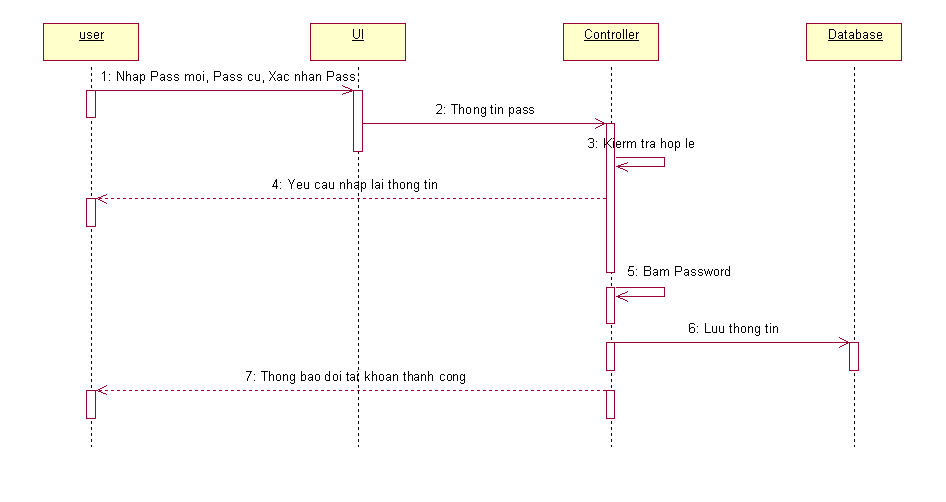 user
UI
Controller
Database
1: Nhap Pass moi, Pass cu, Xac nhan Pass
2: Thong tin pass
3: Kierm tra hop le
4: Yeu cau nhap lai thong tin
5: Bam Password
6: Luu thong tin
7: Thong bao doi tai khoan thanh cong